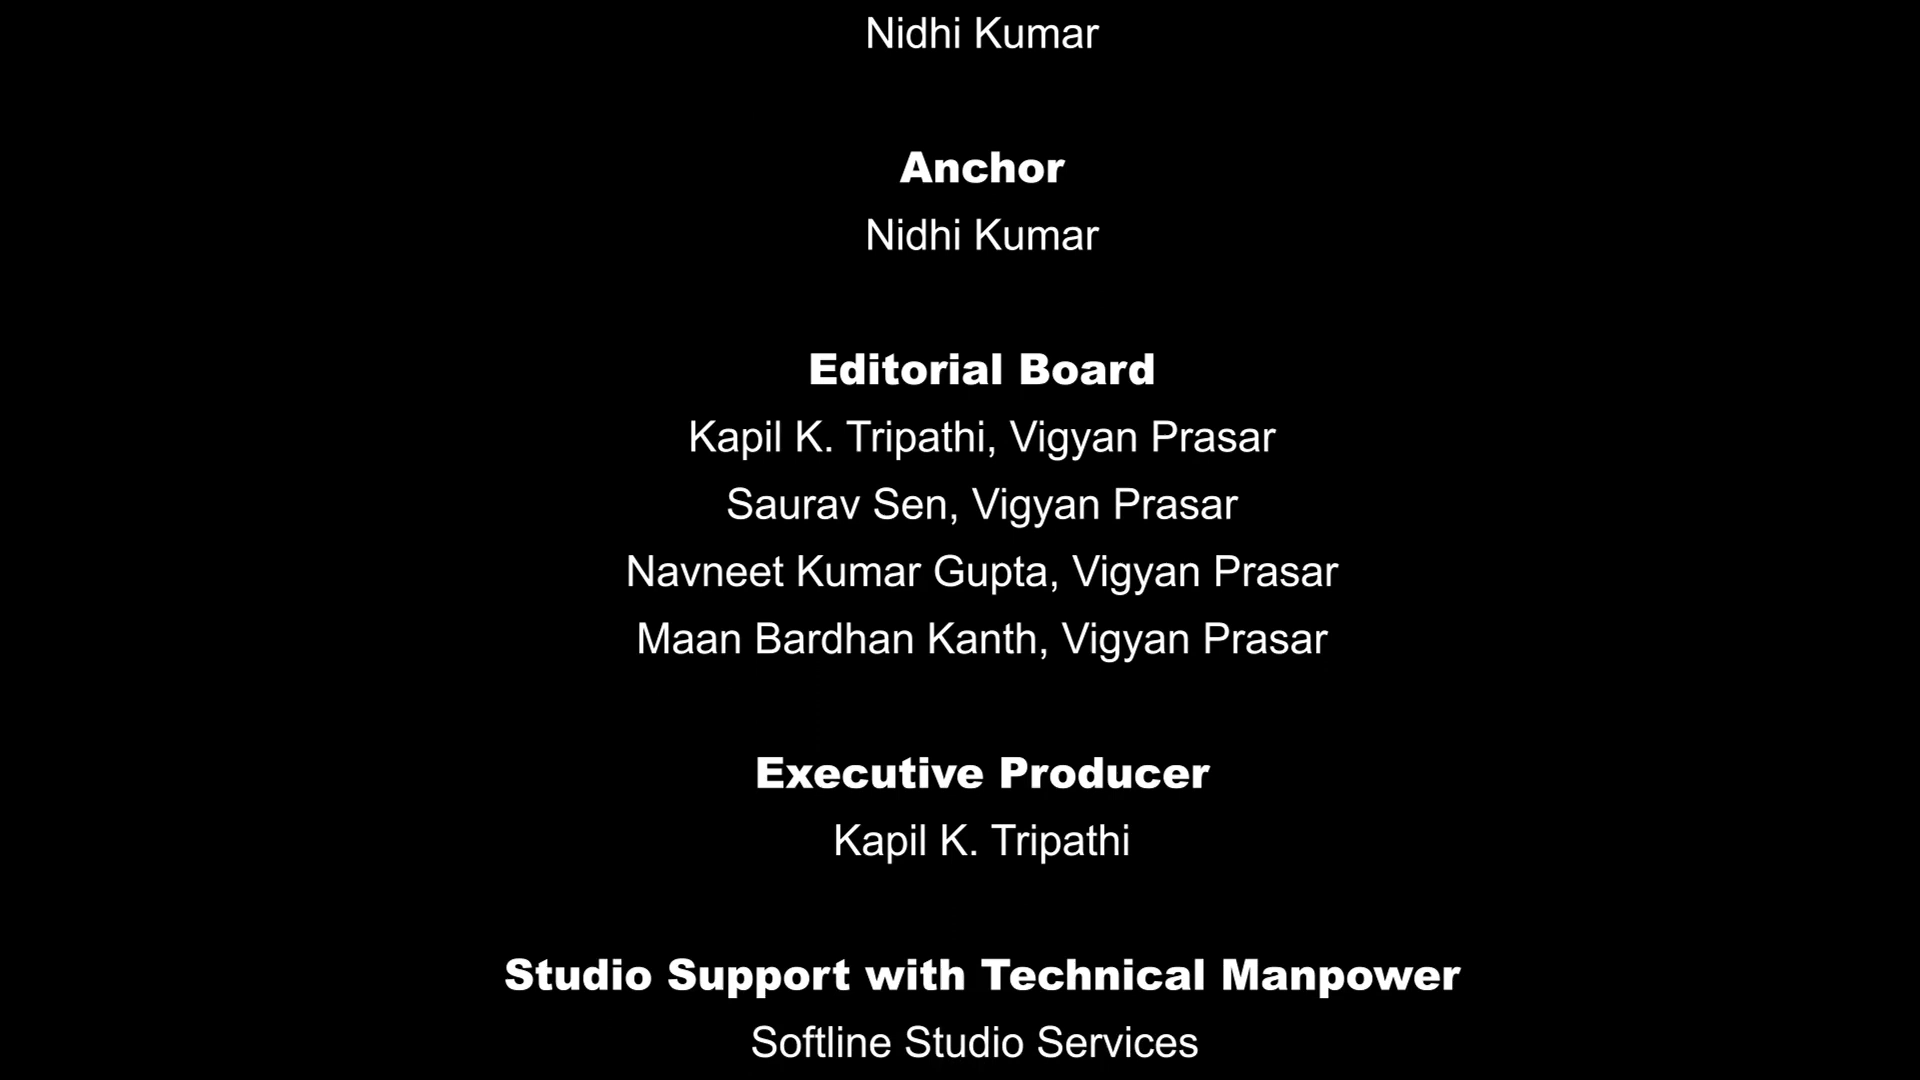 Nidhi Kumar
Anchor
Nidhi Kumar
Editorial Board
Kapil K. Tripathi, Vigyan Prasar
Saurav Sen, Vigyan Prasar
Navneet Kumar Gupta, Vigyan Prasar
Maan Bardhan Kanth, Vigyan Prasar
Executive Producer
Kapil K. Tripathi
Studio Support with Technical Manpower
Softline Studio Services